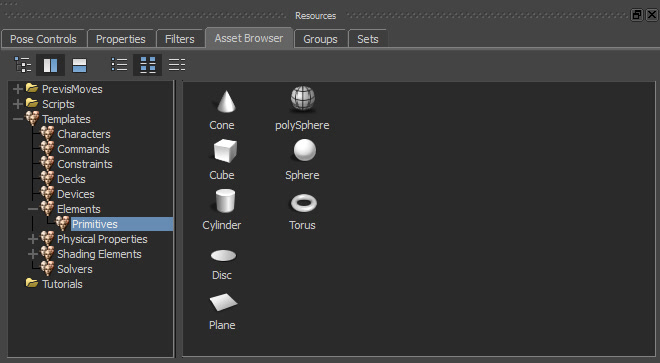 Resources
Pose Controls Properties Filters Asset Browser Groups Sets
PrevisMoves
Scripts
Templates
Characters
Commands
Constraints
Decks
Devices
Elements
Primitives
Physical Properties
Shading Elements
Solvers
Tutorials
Cone polySphere
Cube Sphere
Cylinder Torus
Disc
Plane